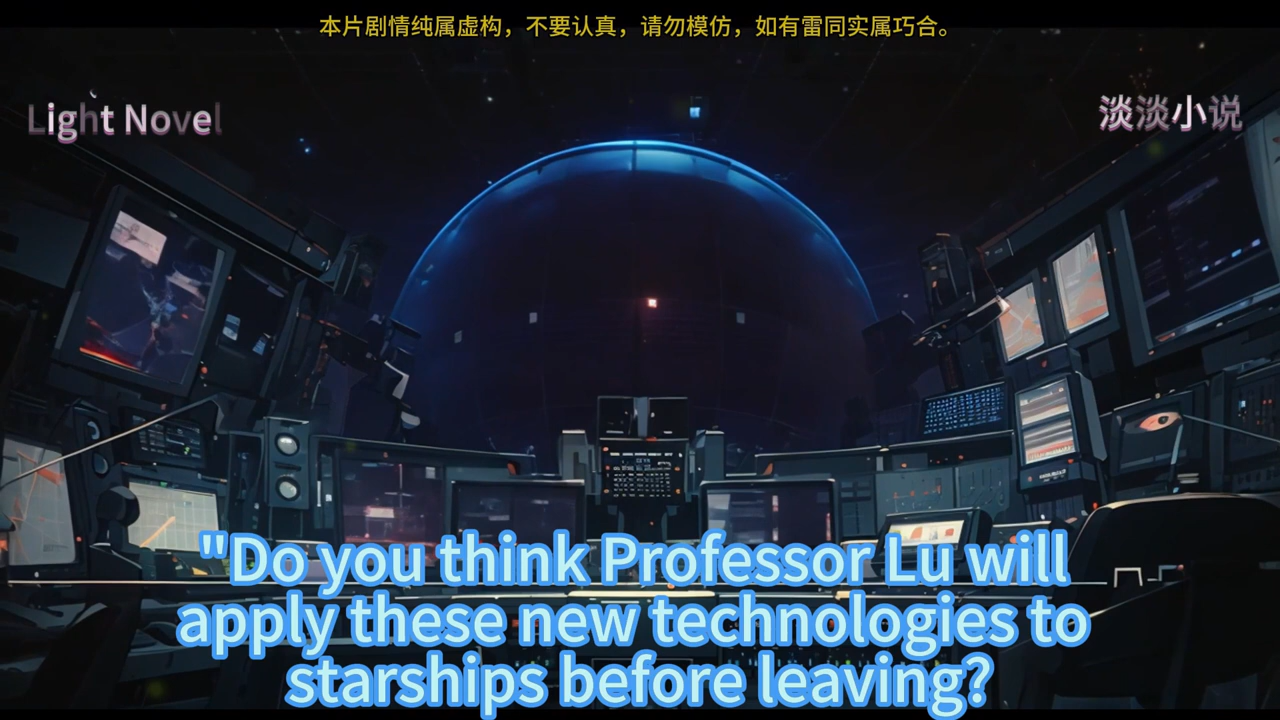 本片剧情纯属虚构，不要认真，请勿模仿，如有雷同实属巧合。
Light Novel
淡淡小说
"Do you think Professor Lu will
apply these new technologies to
starships before leaving?